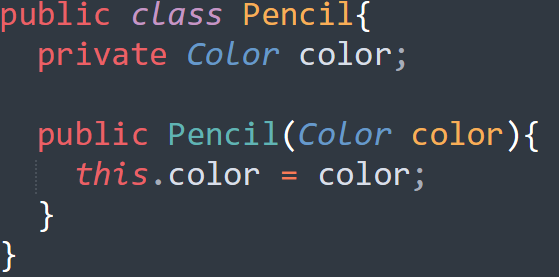 public class Pencil{
private Color color;
public Pencil(Color color){
this.color = color;
}
}